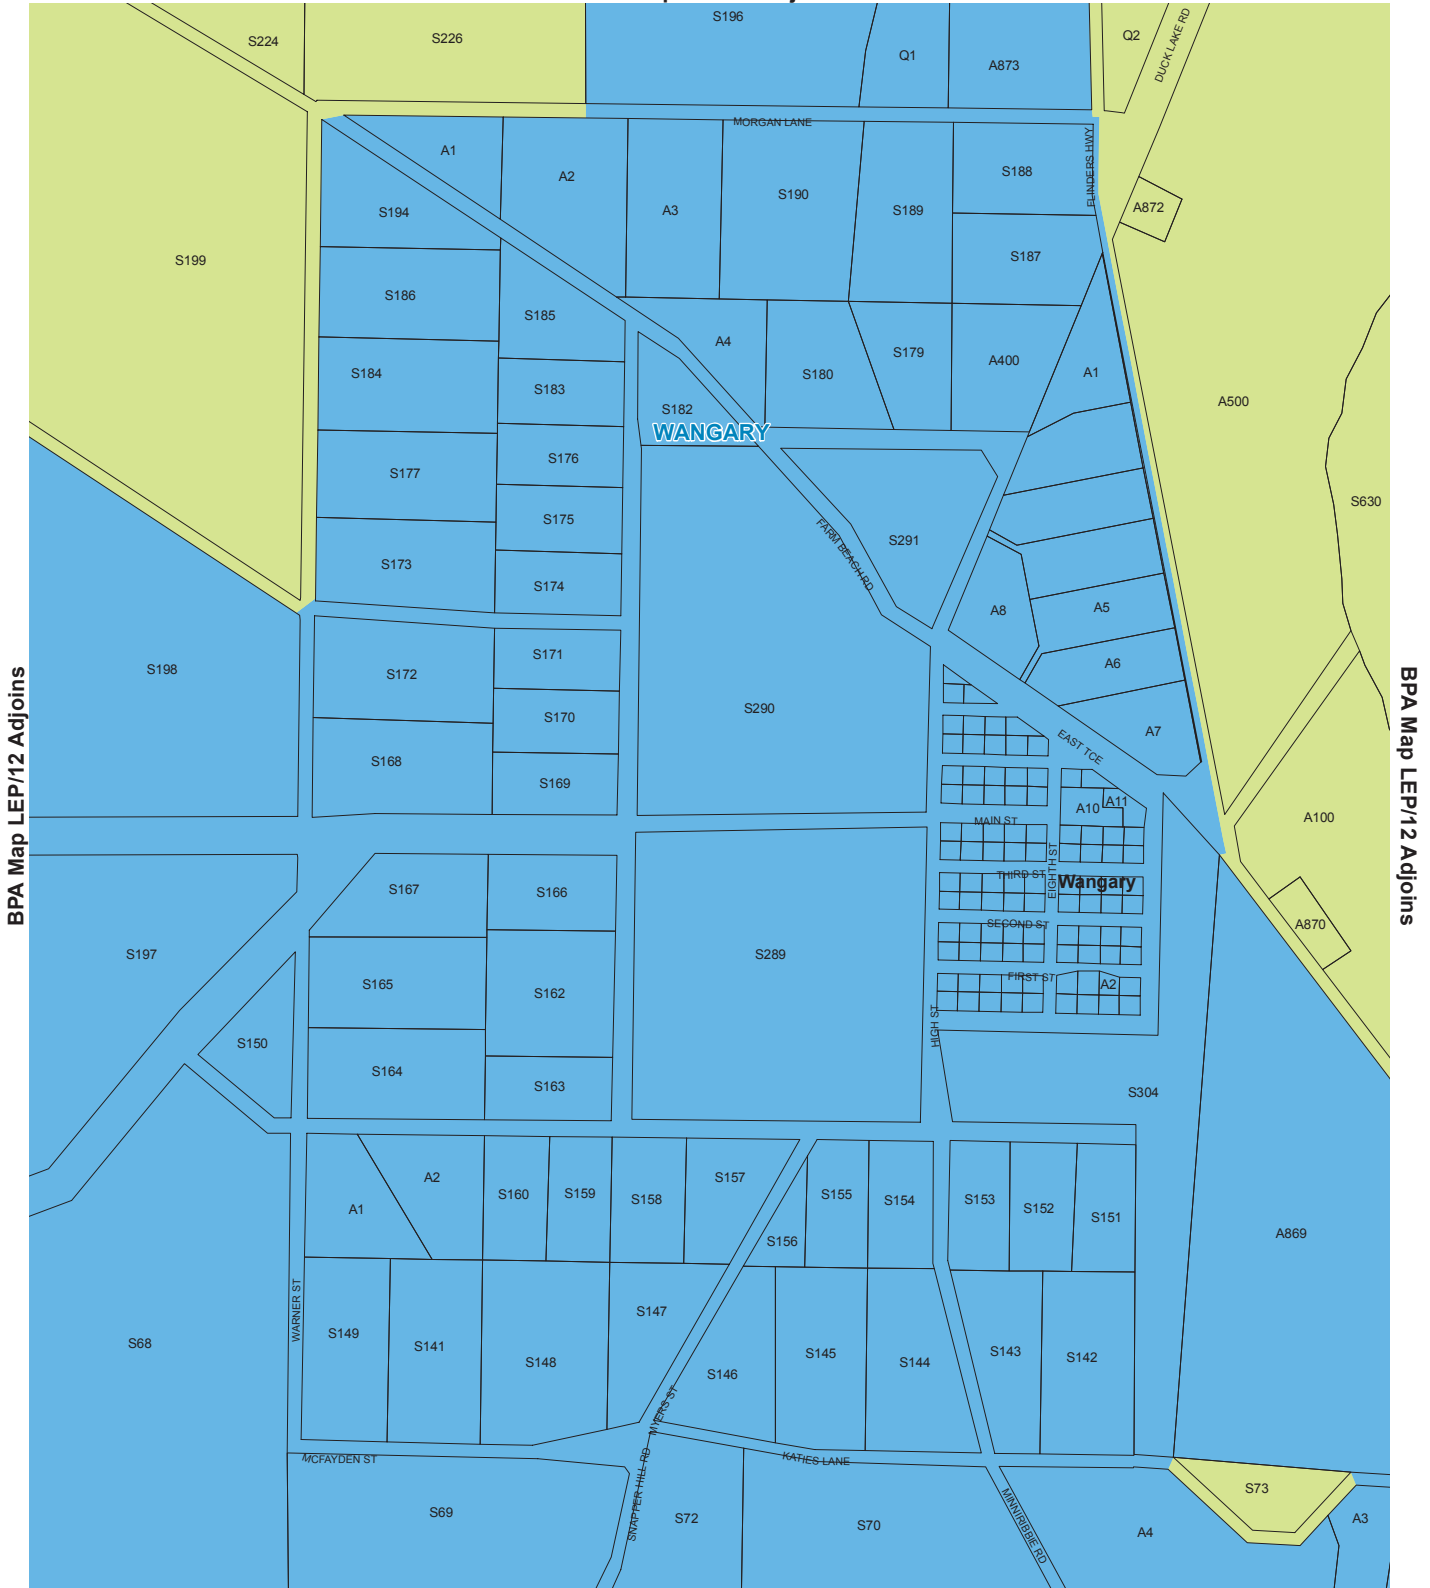 S196
S224
S226
Q1
A873
Q2
DUCK LAKE RD
MORGAN LANE
FLINDERS HWY
A1
A2
S194
A3
S190
S189
S188
A872
S199
S187
S186
S185
A4
S180
S179
A400
A1
S184
S183
S182
A500
WANGARY
S177
S176
S175
S630
FARM BEACH RD
S291
S173
S174
A8
A5
S198
S172
S171
A6
S170
S290
A7
EAST TCE
S168
S169
A10
A11
MAIN ST
A100
BPA Map LEP/12 Adjoins
BPA Map LEP/12 Adjoins
EIGHTH ST
THIRD ST
Wangary
S167
S166
SECOND ST
A870
S197
S289
S165
S162
FIRST ST
A2
HIGH ST
S150
S164
S163
S304
A1
A2
S160
S159
S158
S157
S155
S154
S153
S152
S151
S156
A869
WARNER ST
S68
S149
S141
S148
S147
S146
S145
S144
S143
S142
MYERS ST
MCFAYDEN ST
KATIES LANE
SNAPPER HILL RD
MINNIRIBBIE RD
S73
S69
S72
S70
A4
A3